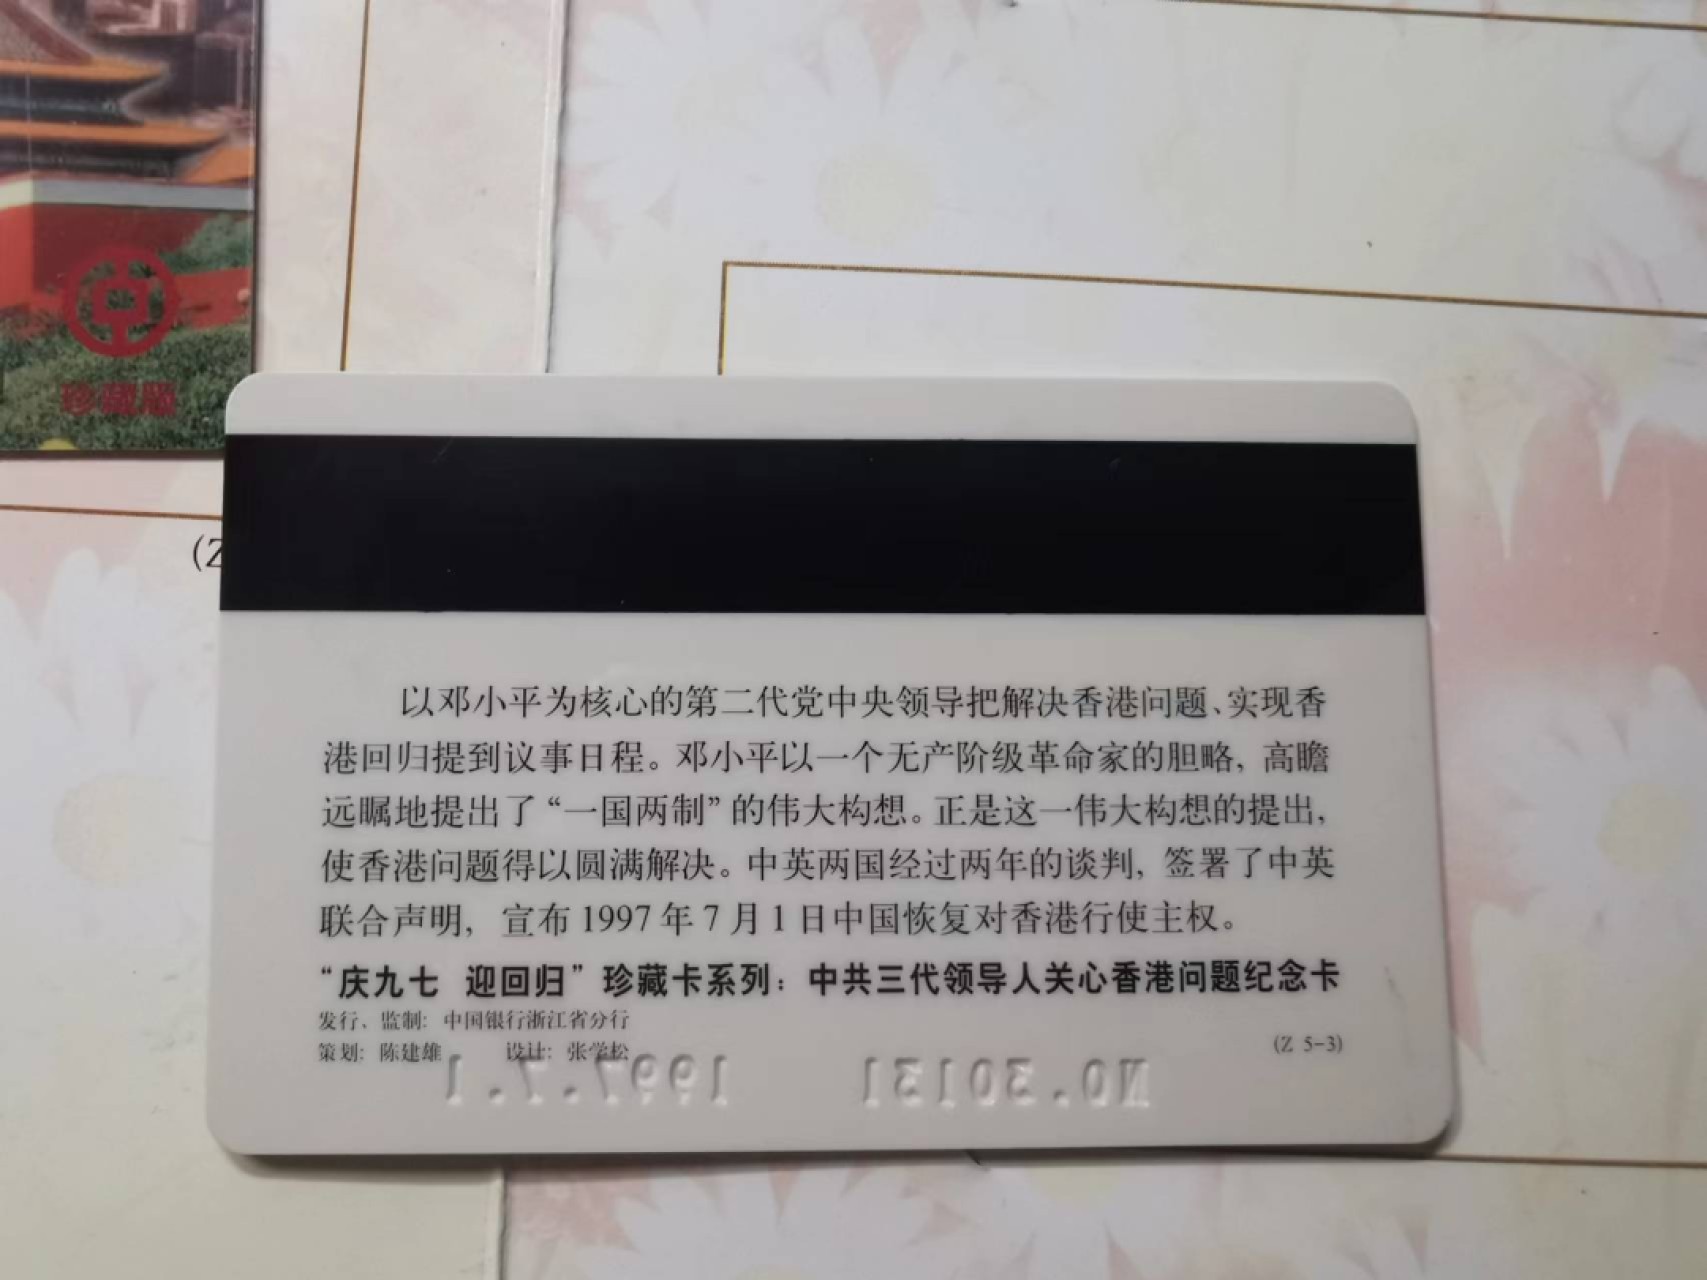 珍藏版
(Z
以邓小平为核心的第二代党中央领导把解决香港问题、实现香
港回归提到议事日程。邓小平以一个无产阶级革命家的胆略，高瞻
远瞩地提出了“一国两制”的伟大构想。正是这一伟大构想的提出，
使香港问题得以圆满解决。中英两国经过两年的谈判，签署了中英
联合声明，宣布1997年7月1日中国恢复对香港行使主权。
“庆九七 迎回归”珍藏卡系列：中共三代领导人关心香港问题纪念卡
发行、监制：中国银行浙江省分行
策划：陈建雄 设计：张学松
(Z 5-3)
1997.7.1 NO.30131